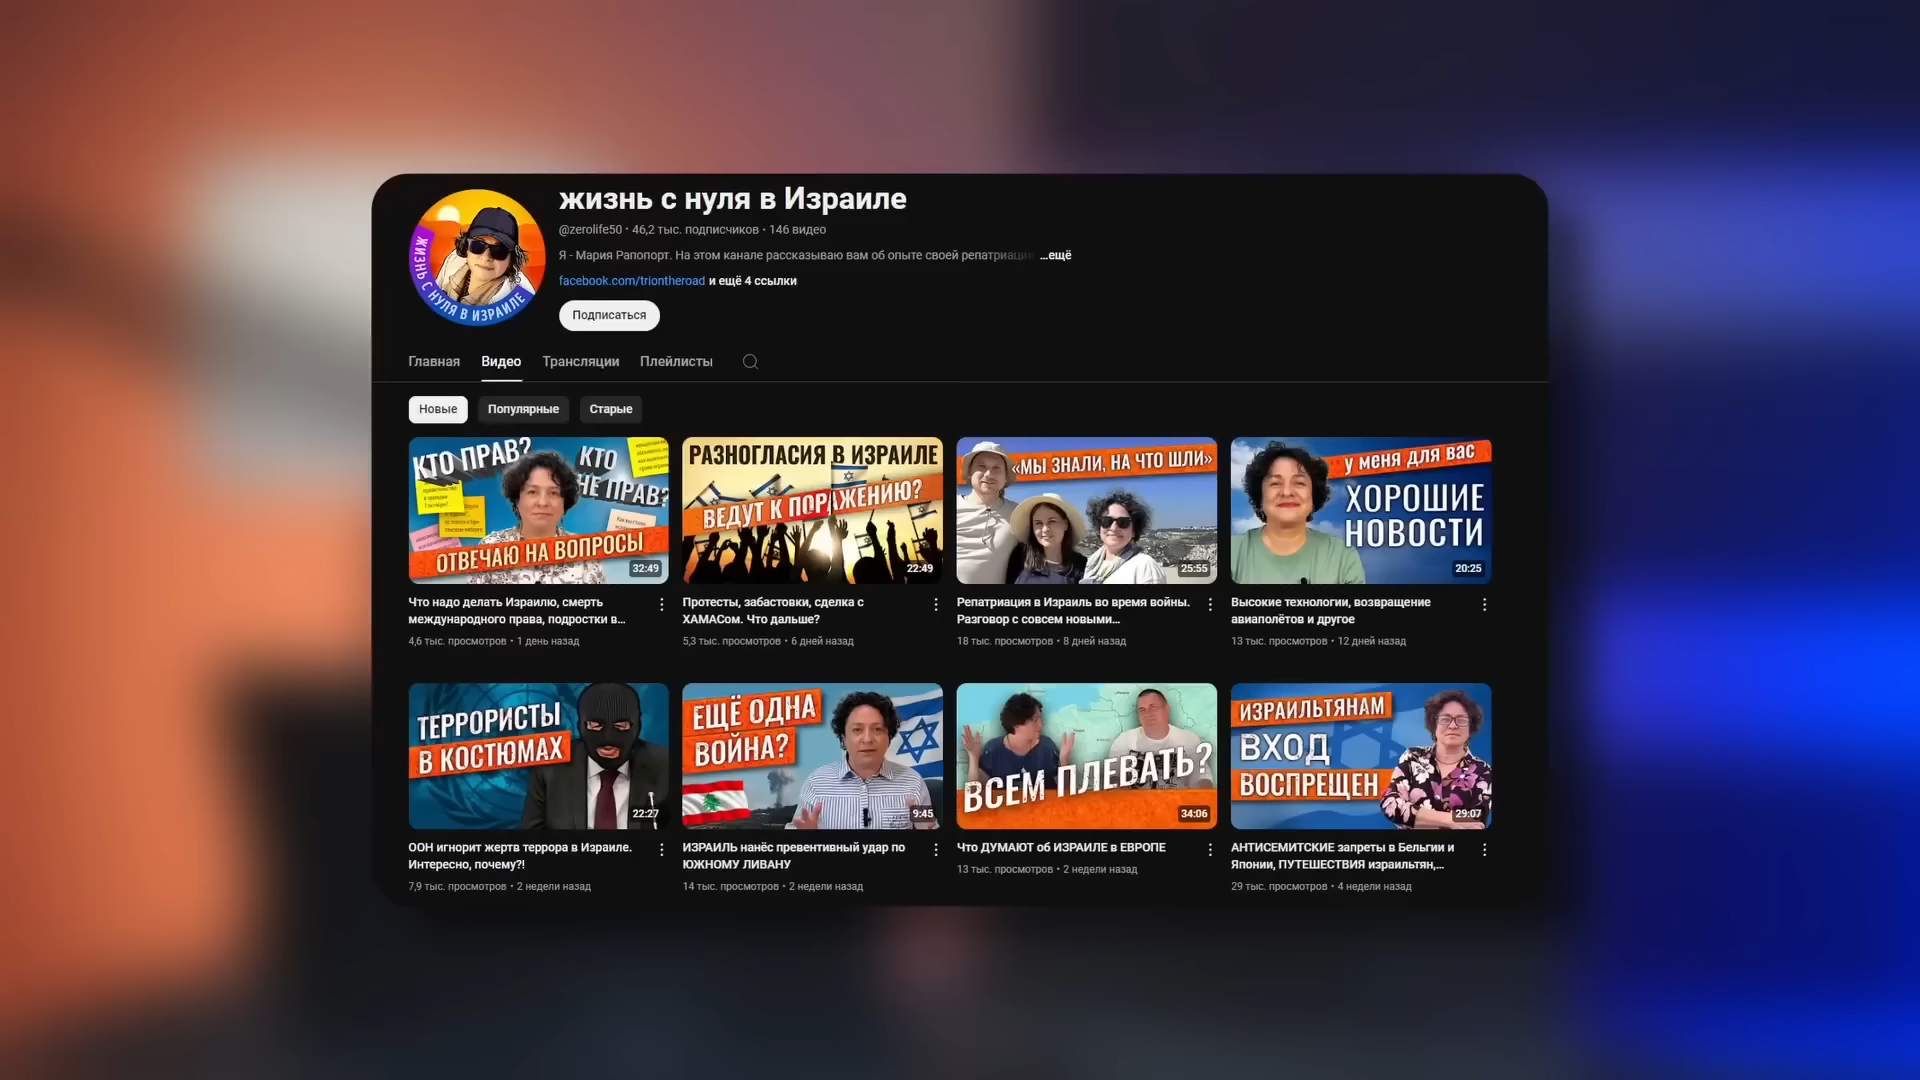 жизнь с нуля в Израиле
@zerolife50 • 46,2 тыс. подписчиков • 146 видео
Я - Мария Рапопорт. На этом канале рассказываю вам об опыте своей репатриации ...ещё
facebook.com/triontheroad и ещё 4 ссылки
Подписаться
ЖИЗНЬ С НУЛЯ В ИЗРАИЛЕ
Главная Видео Трансляции Плейлисты
Новые Популярные Старые
КТО ПРАВ?
КТО
НЕ ПРАВ?
ОТВЕЧАЮ НА ВОПРОСЫ
32:49
РАЗНОГЛАСИЯ В ИЗРАИЛЕ
ВЕДУТ К ПОРАЖЕНИЮ?
22:49
«МЫ ЗНАЛИ, НА ЧТО ШЛИ»
25:55
у меня для вас
ХОРОШИЕ
НОВОСТИ
20:25
Что надо делать Израилю, смерть
международного права, подростки в...
4,6 тыс. просмотров • 1 день назад
Протесты, забастовки, сделка с
ХАМАСом. Что дальше?
5,3 тыс. просмотров • 6 дней назад
Репатриация в Израиль во время войны.
Разговор с совсем новыми...
18 тыс. просмотров • 8 дней назад
Высокие технологии, возвращение
авиаполётов и другое
13 тыс. просмотров • 12 дней назад
ТЕРРОРИСТЫ
В КОСТЮМАХ
22:27
ЕЩЁ ОДНА
ВОЙНА?
9:45
ВСЕМ ПЛЕВАТЬ?
34:06
ИЗРАИЛЬТЯНАМ
ВХОД
ВОСПРЕЩЕН
29:07
ООН игнорит жертв террора в Израиле.
Интересно, почему?!
7,9 тыс. просмотров • 2 недели назад
ИЗРАИЛЬ нанёс превентивный удар по
ЮЖНОМУ ЛИВАНУ
14 тыс. просмотров • 2 недели назад
Что ДУМАЮТ об ИЗРАИЛЕ в ЕВРОПЕ
13 тыс. просмотров • 2 недели назад
АНТИСЕМИТСКИЕ запреты в Бельгии и
Японии, ПУТЕШЕСТВИЯ израильтян,...
29 тыс. просмотров • 4 недели назад